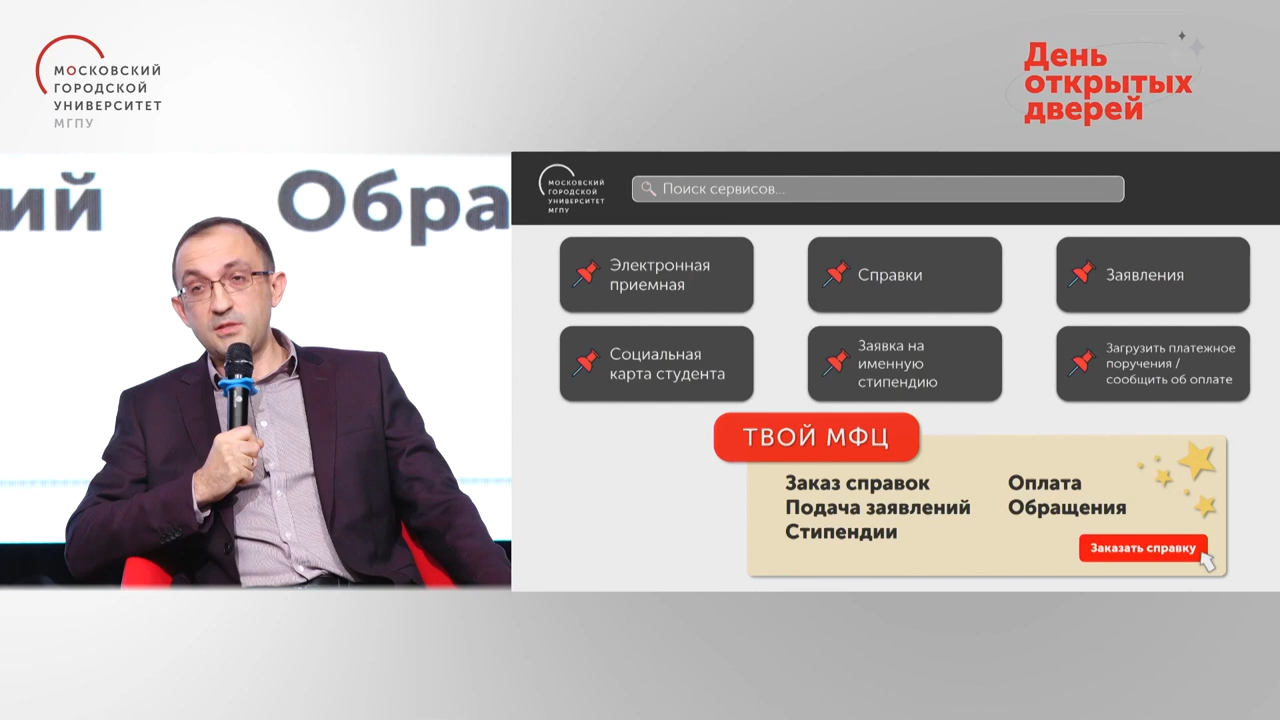 МОСКОВСКИЙ
ГОРОДСКОЙ
УНИВЕРСИТЕТ
МГПУ
День
открытых
дверей
ий
Обра
МОСКОВСКИЙ
ГОРОДСКОЙ
УНИВЕРСИТЕТ
МГПУ
Поиск сервисов...
Электронная
приемная
Справки
Заявления
Социальная
карта студента
Заявка на
именную
стипендию
Загрузить платежное
поручения /
сообщить об оплате
ТВОЙ МФЦ
Заказ справок
Подача заявлений
Стипендии
Оплата
Обращения
Заказать справку